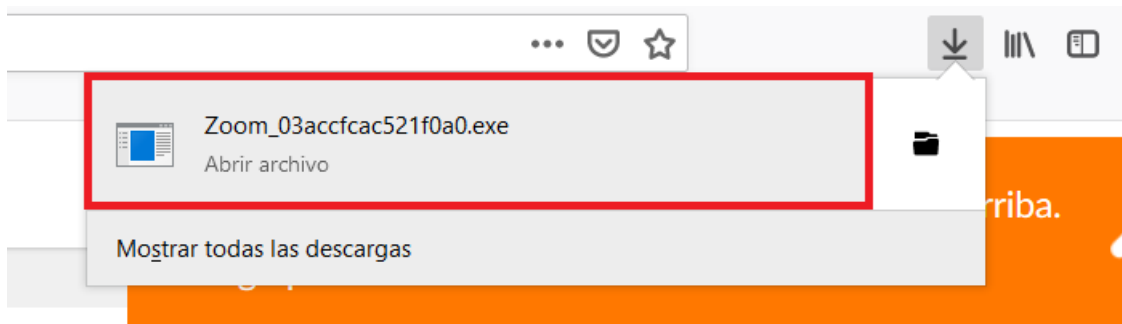 Zoom_03accfcac521f0a0.exe
Abrir archivo
rriba.
Mostrar todas las descargas